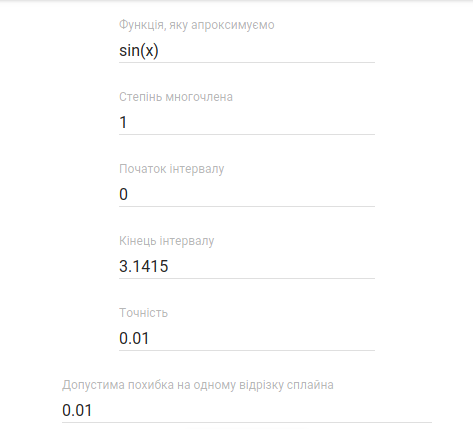 Функція, яку апроксимуємо
sin(x)
Степінь многочлена
1
Початок інтервалу
0
Кінець інтервалу
3.1415
Точність
0.01
Допустима похибка на одному відрізку сплайна
0.01